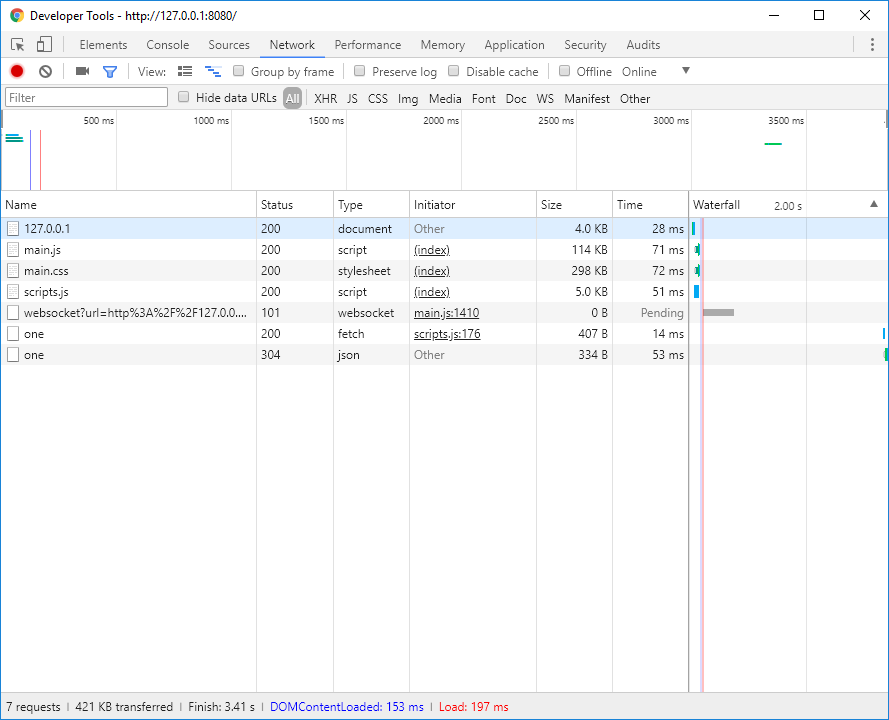 Developer Tools - http://127.0.0.1:8080/
Elements Console Sources Network Performance Memory Application Security Audits
View: Group by frame Preserve log Disable cache Offline Online
Filter Hide data URLs All XHR JS CSS Img Media Font Doc WS Manifest Other
500 ms 1000 ms 1500 ms 2000 ms 2500 ms 3000 ms 3500 ms
Name Status Type Initiator Size Time Waterfall 2.00 s
127.0.0.1 200 document Other 4.0 KB 28 ms
main.js 200 script (index) 114 KB 71 ms
main.css 200 stylesheet (index) 298 KB 72 ms
scripts.js 200 script (index) 5.0 KB 51 ms
websocket?url=http%3A%2F%2F127.0.0.... 101 websocket main.js:1410 0 B Pending
one 200 fetch scripts.js:176 407 B 14 ms
one 304 json Other 334 B 53 ms
7 requests | 421 KB transferred | Finish: 3.41 s | DOMContentLoaded: 153 ms | Load: 197 ms